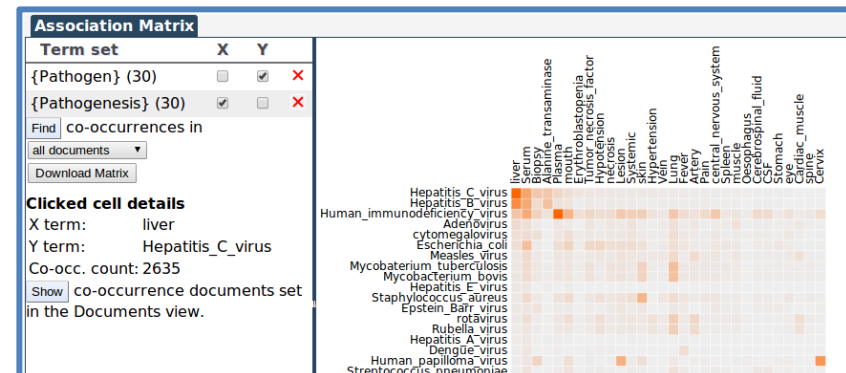 Association Matrix
Term set X Y
{Pathogen} (30)
{Pathogenesis} (30)
Find co-occurrences in
all documents
Download Matrix
Clicked cell details
X term: liver
Y term: Hepatitis_C_virus
Co-occ. count: 2635
Show co-occurrence documents set
in the Documents view.
liver
Serum
Biopsy
Alanine_transaminase
Plasma
mouth
Erythroblastopenia
Tumor_necrosis_factor
Hypotension
necrosis
Lesion
Systemic
skin
Hypertension
Vein
Lung
Fever
Artery
Pain
central_nervous_system
Spleen
muscle
Oesophagus
cerebrospinal_fluid
CSF
Stomach
eye
Cardiac_muscle
spine
Cervix
Hepatitis_C_virus
Hepatitis_B_virus
Human_immunodeficiency_virus
Adenovirus
cytomegalovirus
Escherichia_coli
Measles_virus
Mycobaterium_tuberculosis
Mycobacterium_bovis
Hepatitis_E_virus
Staphylococcus_aureus
Epstein_Barr_virus
rotavirus
Rubella_virus
Hepatitis_A_virus
Dengue_virus
Human_papilloma_virus
Streptococcus_pneumoniae